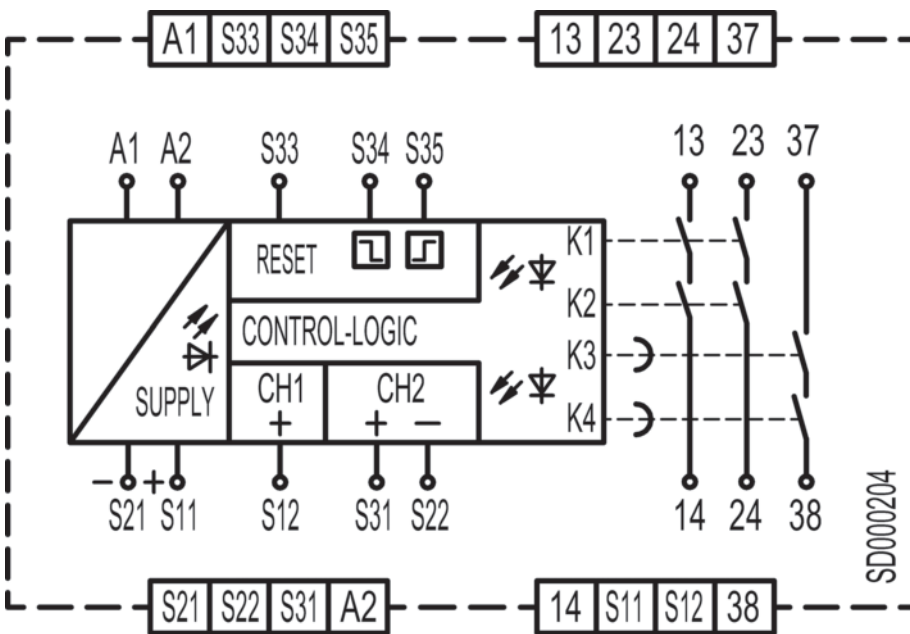 A1 S33 S34 S35 13 23 24 37
A1 A2 S33 S34 S35 13 23 37
RESET K1
K2
CONTROL-LOGIC
K3
CH1 CH2
SUPPLY + + − K4
− + 
S21 S11 S12 S31 S22 14 24 38
SD000204
S21 S22 S31 A2 14 S11 S12 38